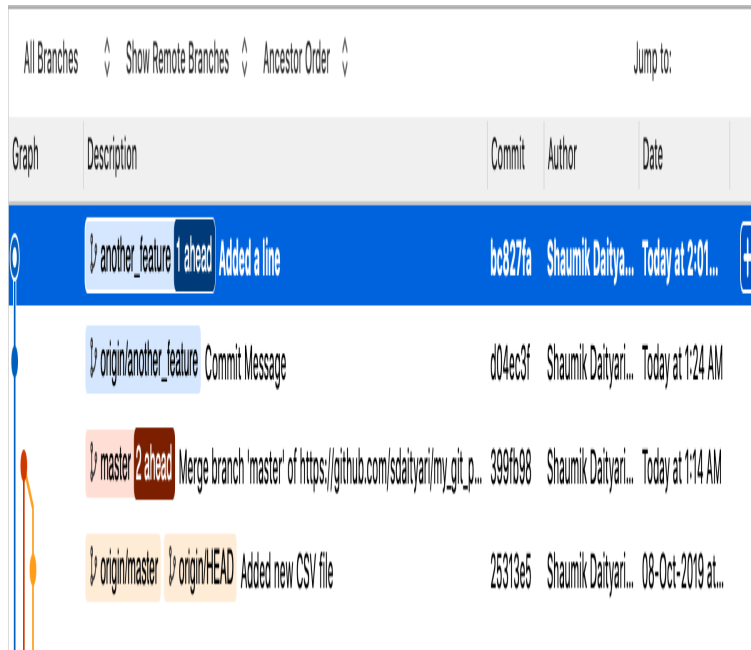 All Branches Show Remote Branches Ancestor Order Jump to:
Graph Description Commit Author Date
another_feature 1 ahead Added a line bc827fa Shaumik Daitya... Today at 2:01...
origin/another_feature Commit Message d04ec3f Shaumik Daityari... Today at 1:24 AM
master 2 ahead Merge branch 'master' of https://github.com/sdaityari/my_git_p... 399fb98 Shaumik Daityari... Today at 1:14 AM
origin/master origin/HEAD Added new CSV file 25313e5 Shaumik Daityari... 08-Oct-2019 at...